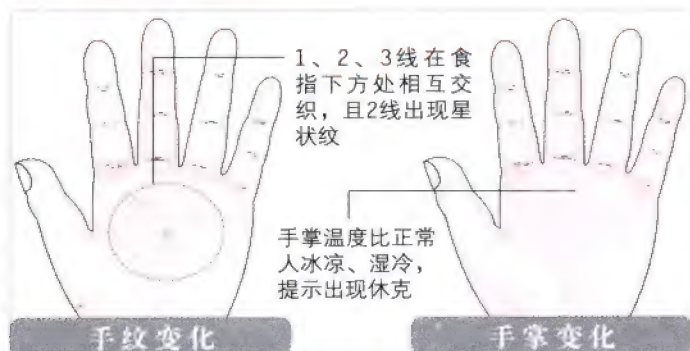 1、2、3线在食
指下方处相互交
织，且2线出现星
状纹
手掌温度比正常
人冰凉、湿冷，
提示出现休克
手纹变化
手掌变化